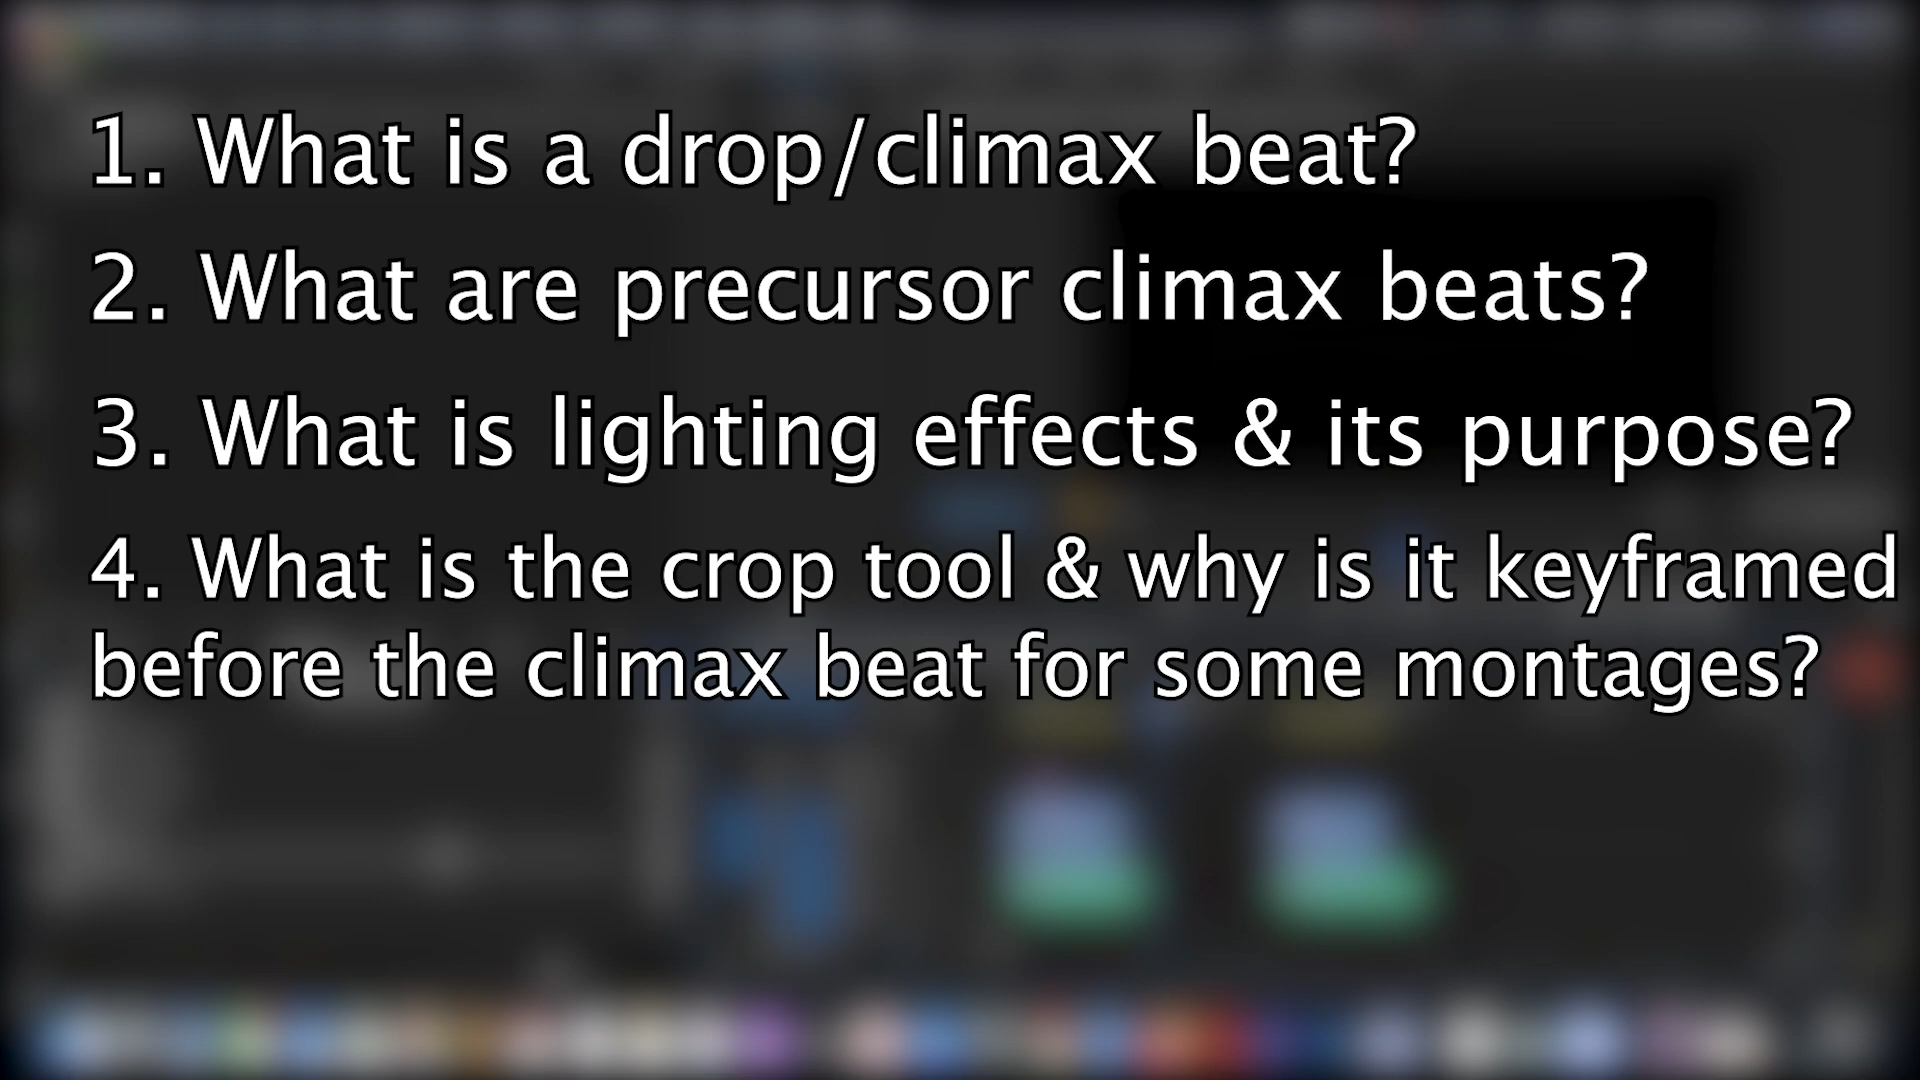 1. What is a drop/climax beat?
2. What are precursor climax beats?
3. What is lighting effects & its purpose?
4. What is the crop tool & why is it keyframed
before the climax beat for some montages?